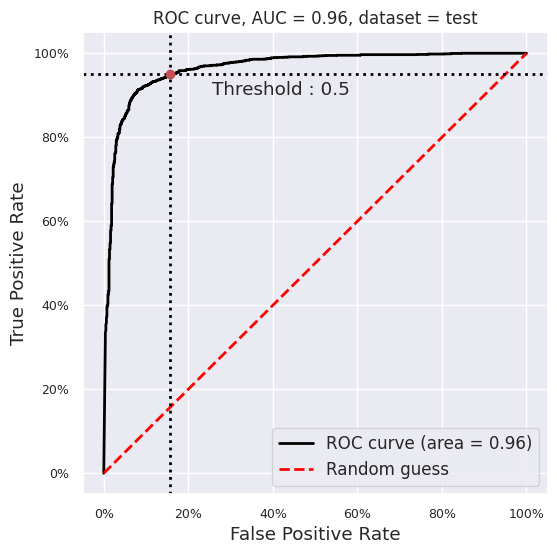 ROC curve, AUC = 0.96, dataset = test
100%
80%
60%
40%
20%
0%
True Positive Rate
Threshold : 0.5
ROC curve (area = 0.96)
Random guess
0% 20% 40% 60% 80% 100%
False Positive Rate